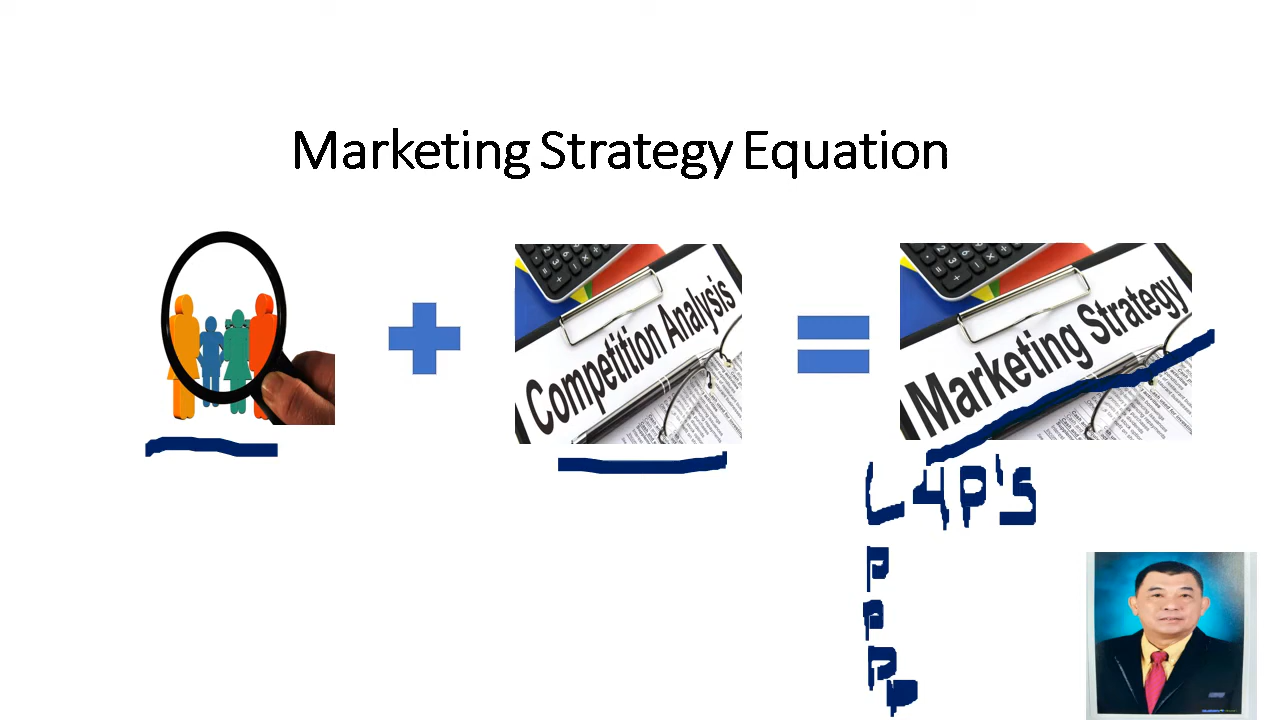 Marketing Strategy Equation
Competition Analysis
Marketing Strategy
4P's
P
P
P
P